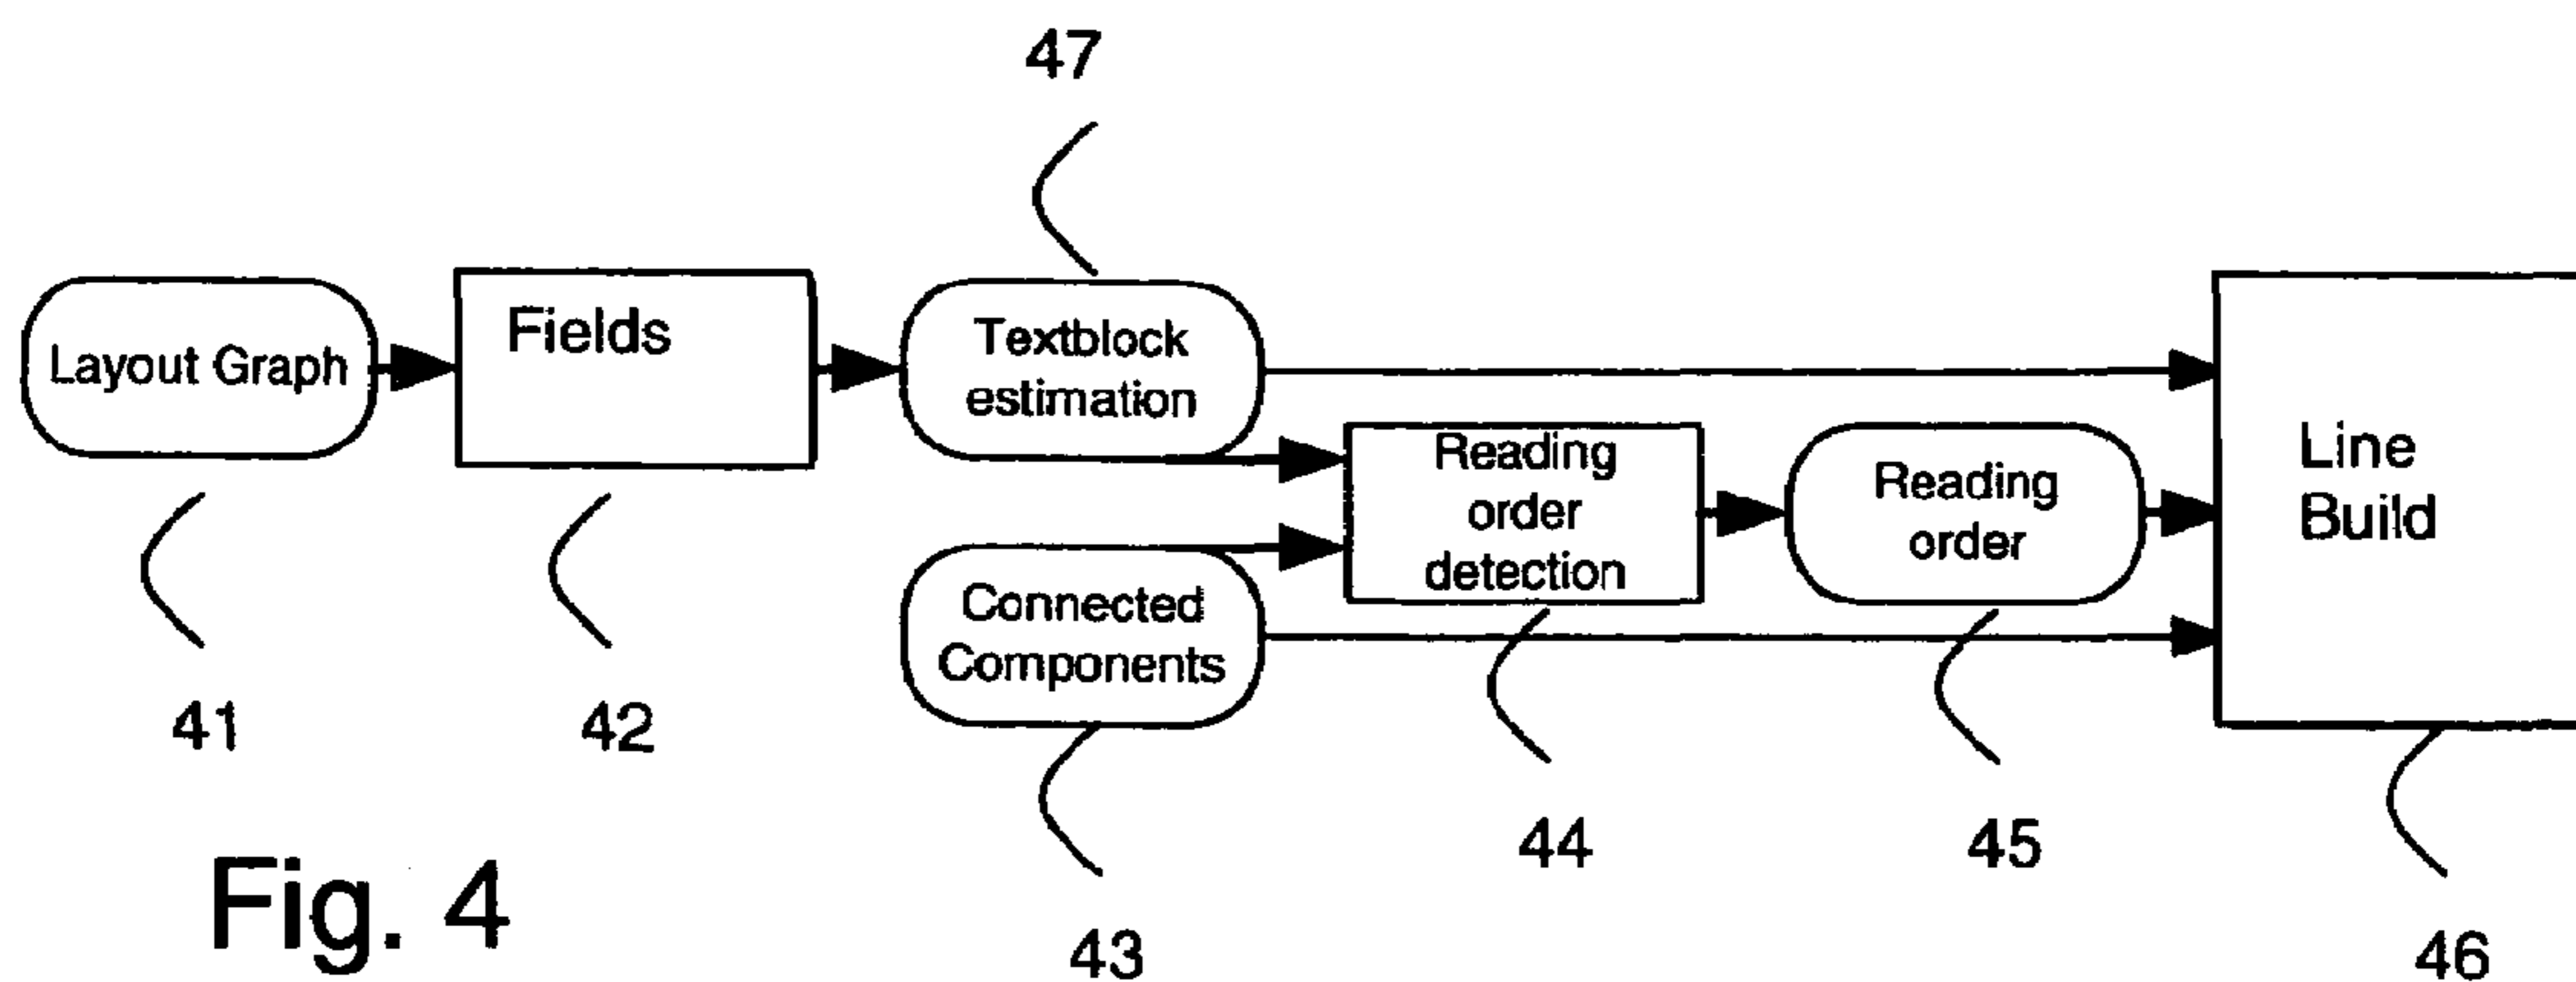 47
Layout Graph
Fields
Textblock
estimation
Connected
Components
Reading
order
detection
Reading
order
Line
Build
41
42
43
44
45
46
Fig. 4